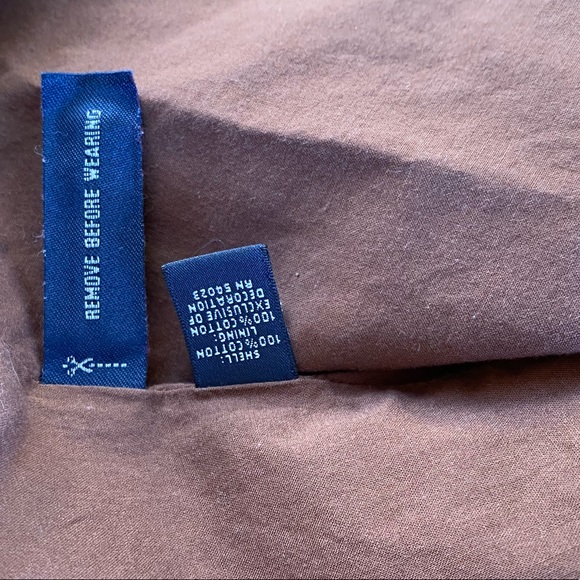 REMOVE BEFORE WEARING
SHELL:
100% COTTON
LINING:
100% COTTON
EXCLUSIVE OF
DECORATION
RN 54023